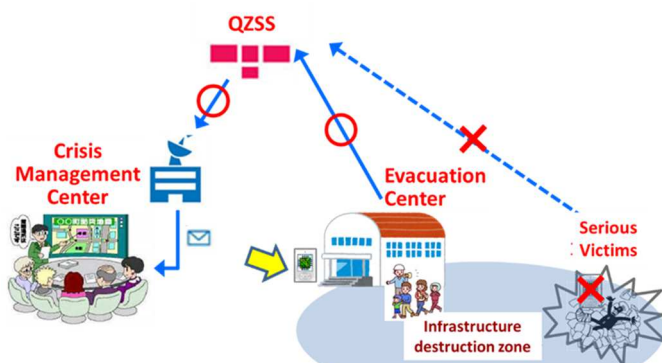 QZSS
Crisis
Management
Center
Evacuation
Center
Serious
Victims
Infrastructure
destruction zone